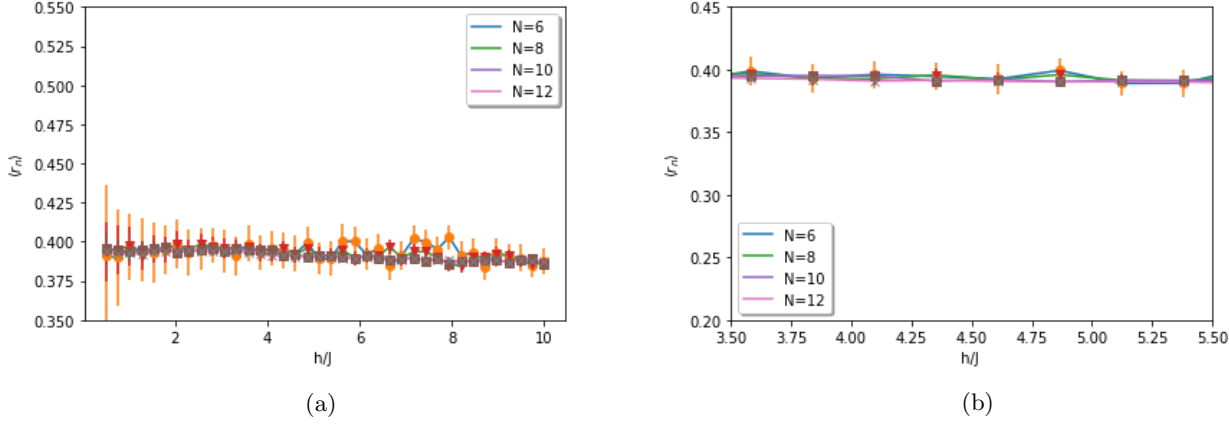 0.550
0.525
0.500
0.475
0.450
0.425
0.400
0.375
0.350
⟨r_n⟩
2
4
6
8
10
h/J
N=6
N=8
N=10
N=12
(a)
0.45
0.40
0.35
0.30
0.25
0.20
⟨r_n⟩
3.50
3.75
4.00
4.25
4.50
4.75
5.00
5.25
5.50
h/J
N=6
N=8
N=10
N=12
(b)